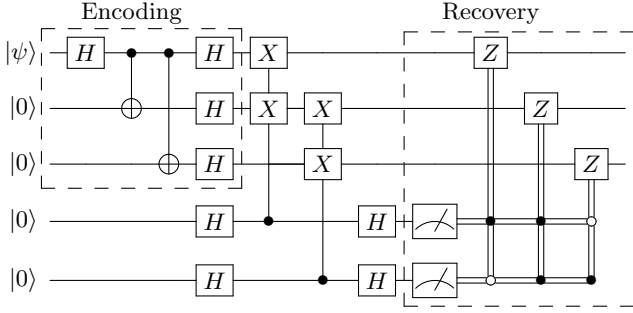 Encoding Recovery
|ψ⟩ H H X Z
|0⟩ H X X Z
|0⟩ H X Z
|0⟩ H H
|0⟩ H H